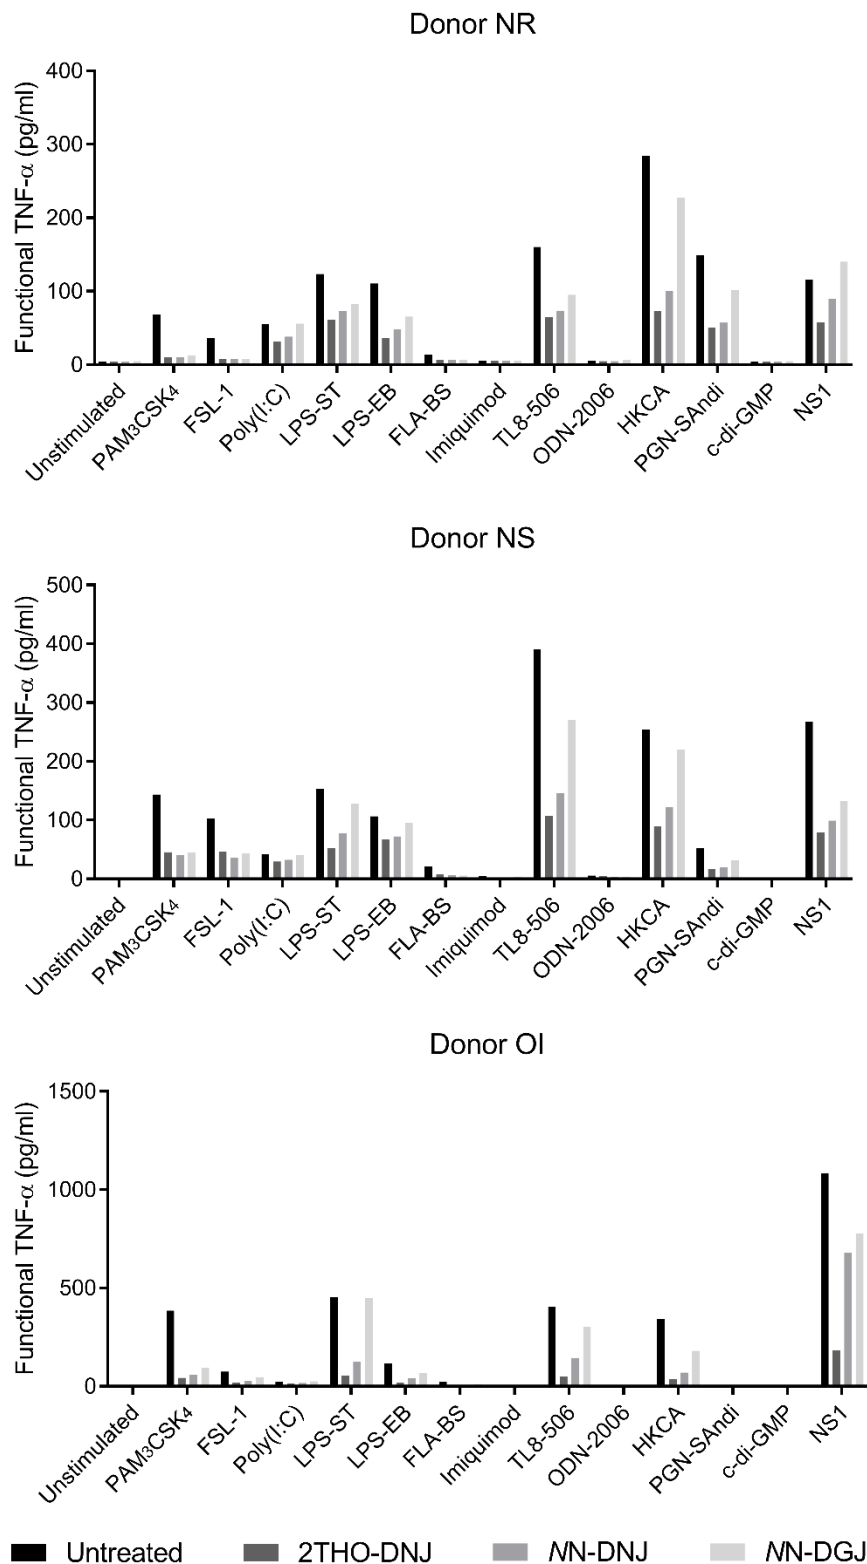 Donor NR
Functional TNF-α (pg/ml)
400
300
200
100
0
Unstimulated
PAM3CSK4
FSL-1
Poly(I:C)
LPS-ST
LPS-EB
FLA-BS
Imiquimod
TL8-506
ODN-2006
HKCA
PGN-SAndi
c-di-GMP
NS1
Donor NS
Functional TNF-α (pg/ml)
500
400
300
200
100
0
Unstimulated
PAM3CSK4
FSL-1
Poly(I:C)
LPS-ST
LPS-EB
FLA-BS
Imiquimod
TL8-506
ODN-2006
HKCA
PGN-SAndi
c-di-GMP
NS1
Donor OI
Functional TNF-α (pg/ml)
1500
1000
500
0
Unstimulated
PAM3CSK4
FSL-1
Poly(I:C)
LPS-ST
LPS-EB
FLA-BS
Imiquimod
TL8-506
ODN-2006
HKCA
PGN-SAndi
c-di-GMP
NS1
Untreated 2THO-DNJ NN-DNJ NN-DGJ